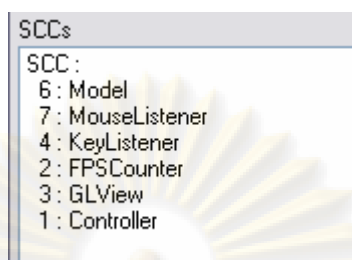 SCCs
SCC :
6 : Model
7 : MouseListener
4 : KeyListener
2 : FPSCounter
3 : GLView
1 : Controller